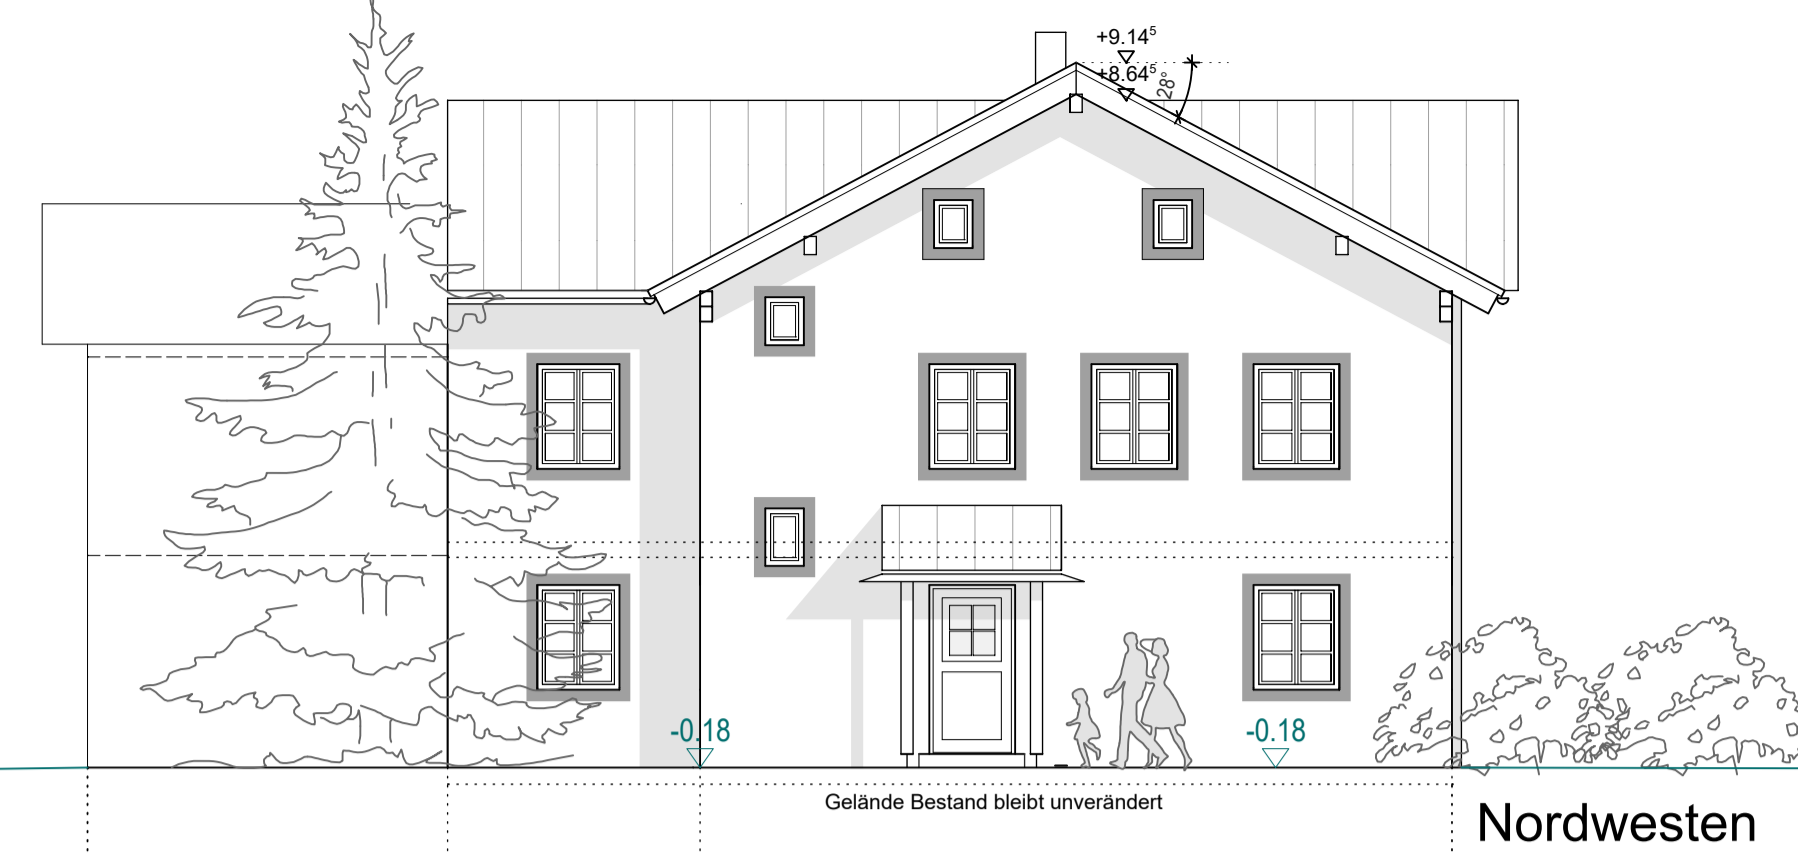 +9.14⁵
+8.64⁵
28°
-0.18
-0.18
Gelände Bestand bleibt unverändert
Nordwesten